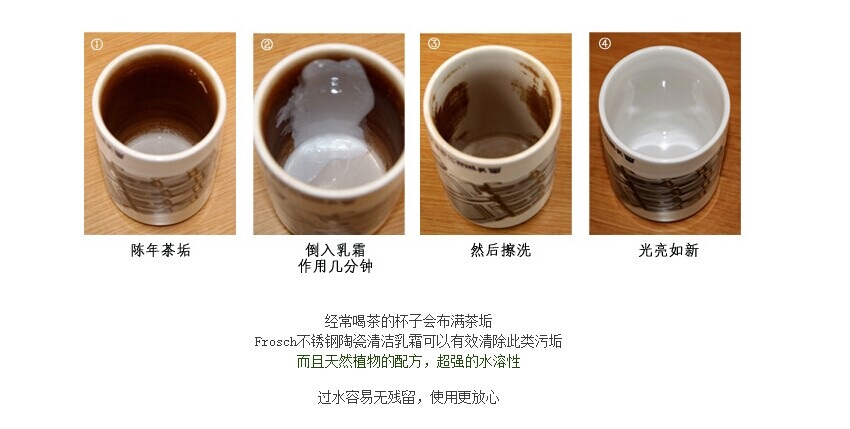 ① ② ③ ④
陈年茶垢 倒入乳霜 然后擦洗 光亮如新
作用几分钟
经常喝茶的杯子会布满茶垢
Frosch不锈钢陶瓷清洁乳霜可以有效清除此类污垢
而且天然植物的配方，超强的水溶性
过水容易无残留，使用更放心